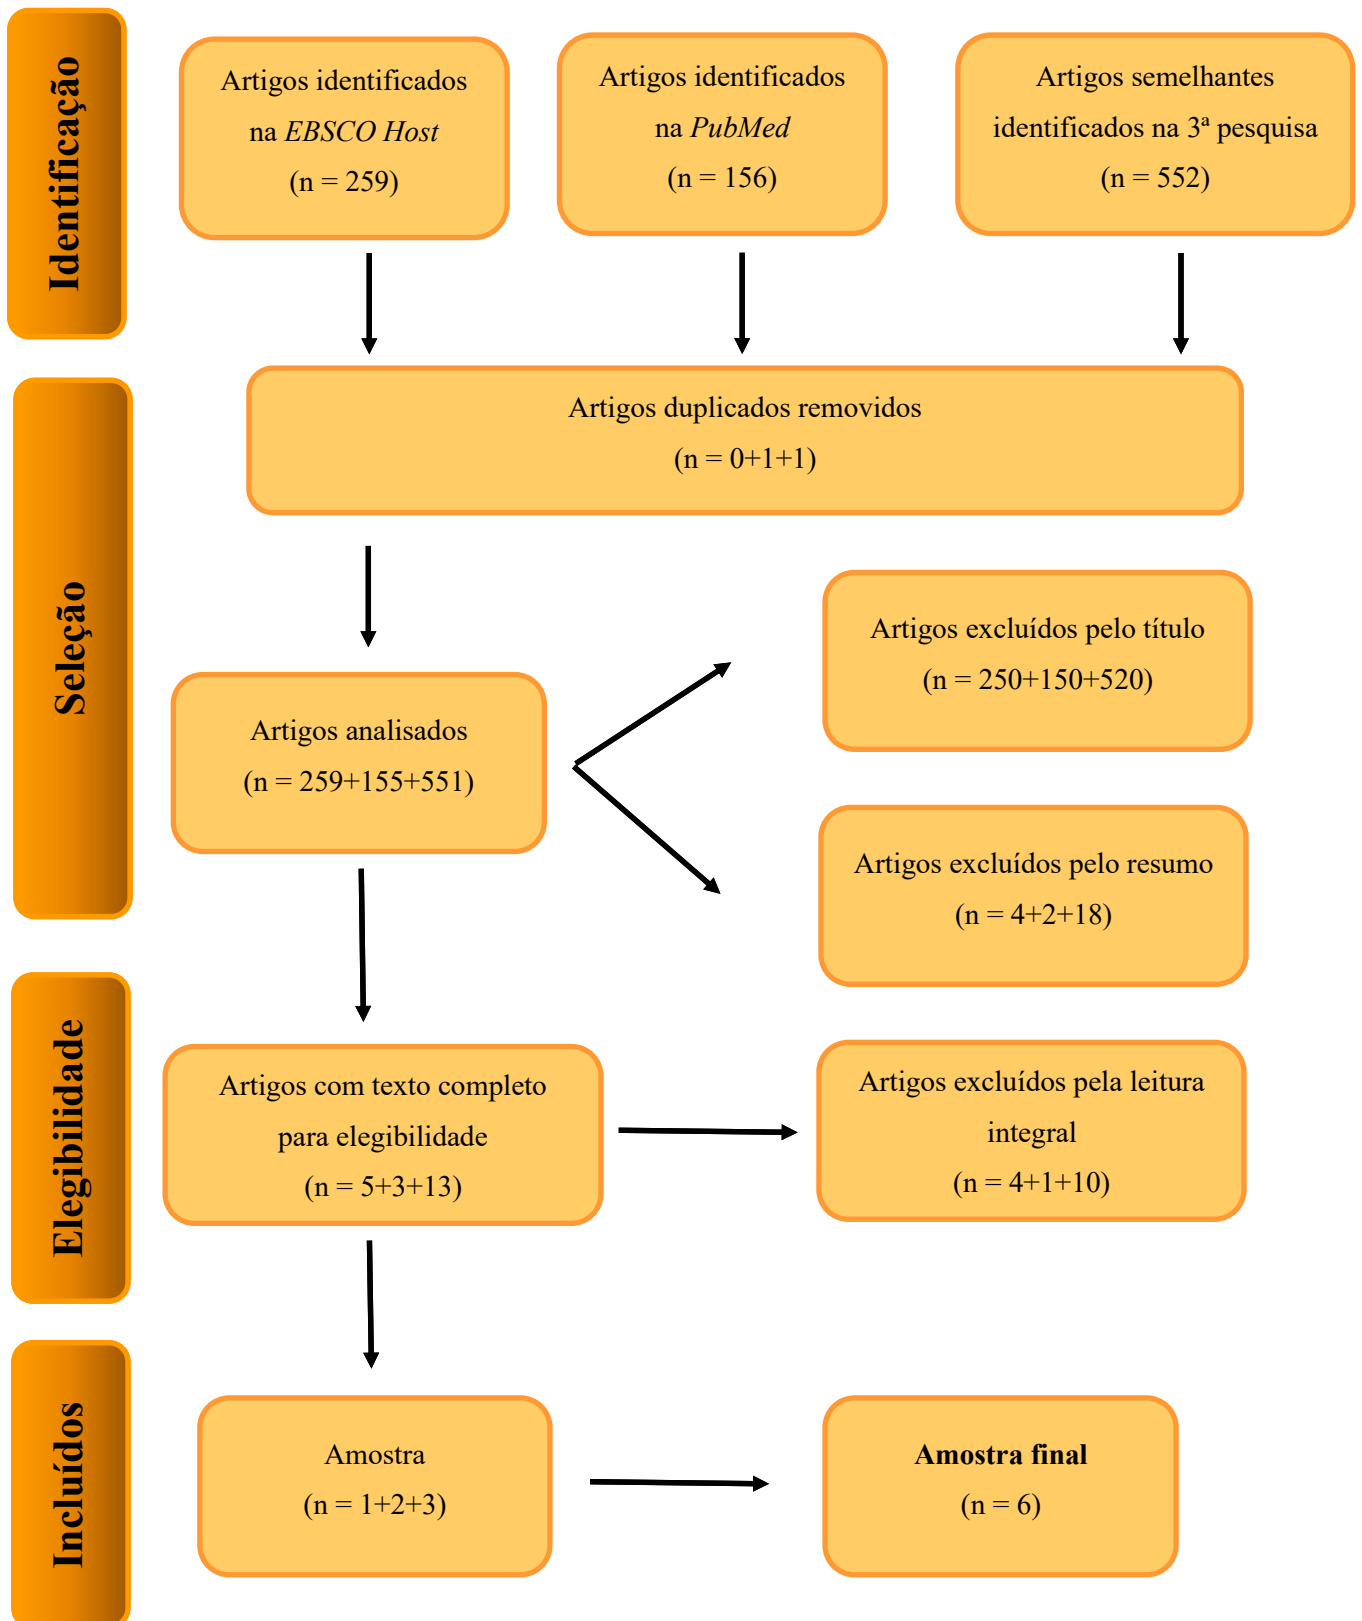 Identificação
Artigos identificados
na EBSCO Host
(n = 259)
Artigos identificados
na PubMed
(n = 156)
Artigos semelhantes
identificados na 3ª pesquisa
(n = 552)
Seleção
Artigos duplicados removidos
(n = 0+1+1)
Artigos analisados
(n = 259+155+551)
Artigos excluídos pelo título
(n = 250+150+520)
Artigos excluídos pelo resumo
(n = 4+2+18)
Elegibilidade
Artigos com texto completo
para elegibilidade
(n = 5+3+13)
Artigos excluídos pela leitura
integral
(n = 4+1+10)
Incluídos
Amostra
(n = 1+2+3)
Amostra final
(n = 6)